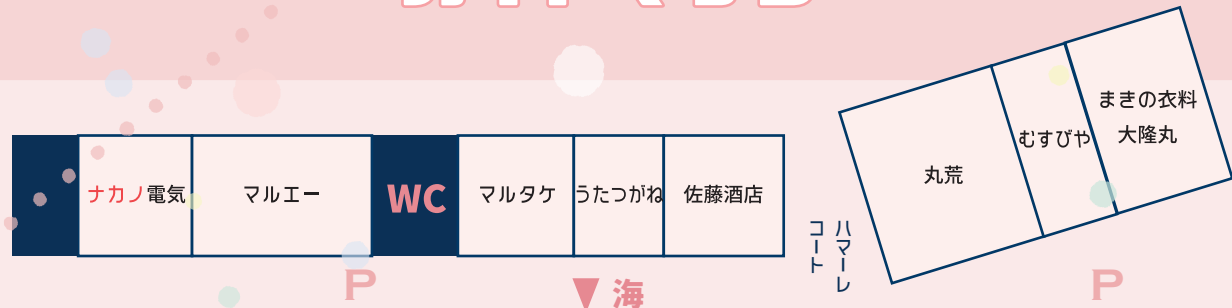 ナカノ電気
マルエー
WC
マルタケ
うたつがね
佐藤酒店
ハマーレ
コート
丸荒
むすびや
まきの衣料
大隆丸
P
▼海
P